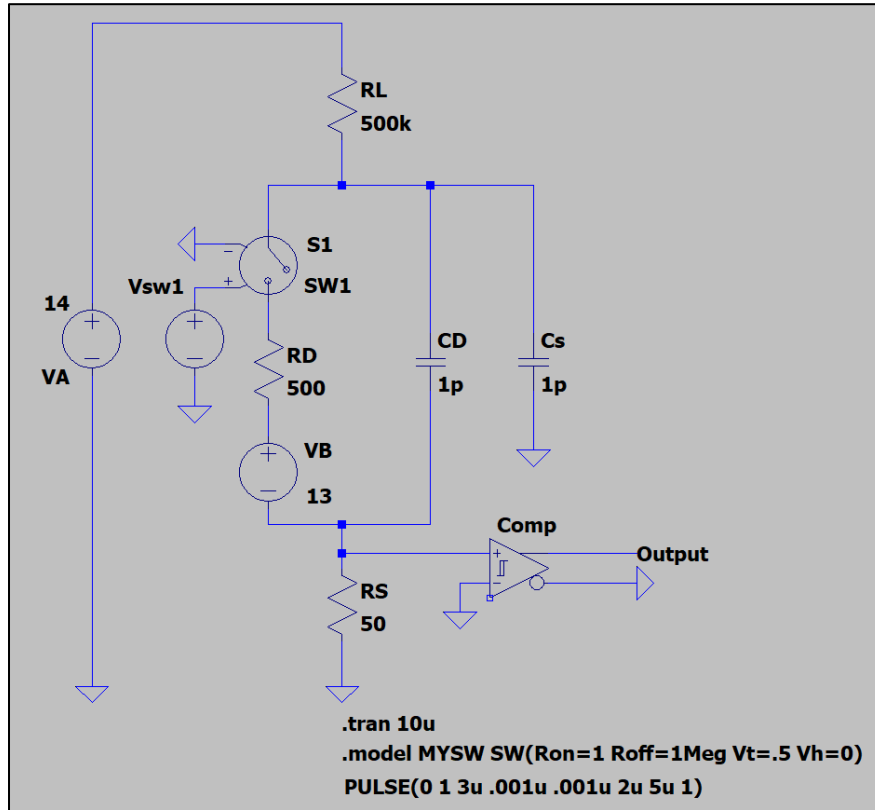 RL
500k
S1
SW1
Vsw1
14
VA
RD
500
CD
1p
Cs
1p
VB
13
Comp
Output
RS
50
.tran 10u
.model MYSW SW(Ron=1 Roff=1Meg Vt=.5 Vh=0)
PULSE(0 1 3u .001u .001u 2u 5u 1)